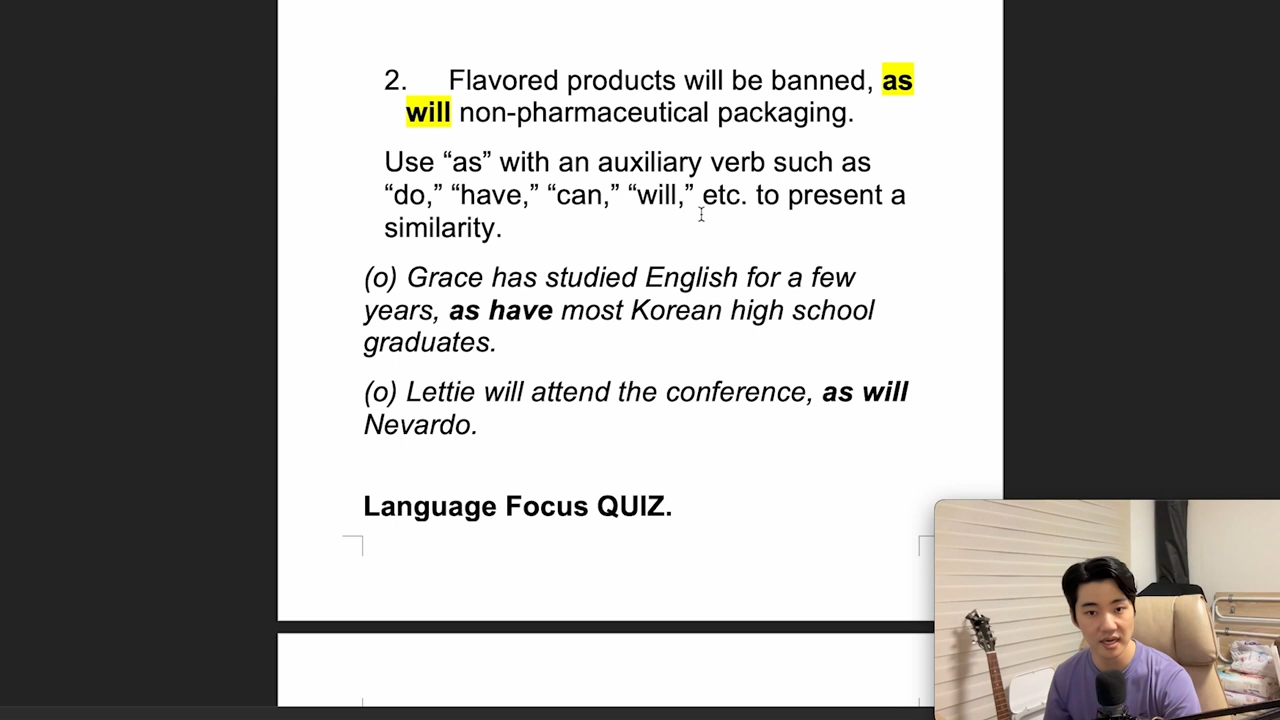 2. Flavored products will be banned, as
will non-pharmaceutical packaging.
Use “as” with an auxiliary verb such as
“do,” “have,” “can,” “will,” etc. to present a
similarity.
(o) Grace has studied English for a few
years, as have most Korean high school
graduates.
(o) Lettie will attend the conference, as will
Nevardo.
Language Focus QUIZ.